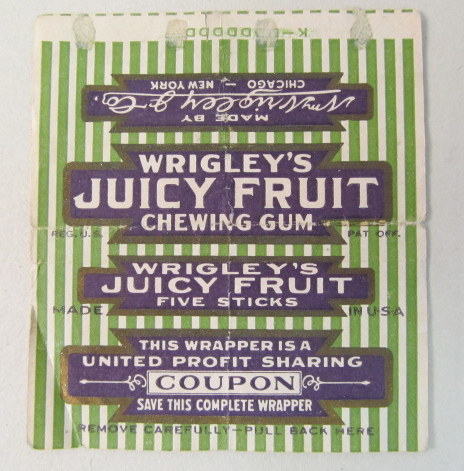 K—DDDDDD
CHICAGO — NEW YORK
Wm. Wrigley Jr. Co.
MADE BY
WRIGLEY'S
JUICY FRUIT
CHEWING GUM
REG. U.S. PAT OFF.
WRIGLEY'S
JUICY FRUIT
FIVE STICKS
MADE IN USA
THIS WRAPPER IS A
UNITED PROFIT SHARING
COUPON
SAVE THIS COMPLETE WRAPPER
REMOVE CAREFULLY—PULL BACK HERE